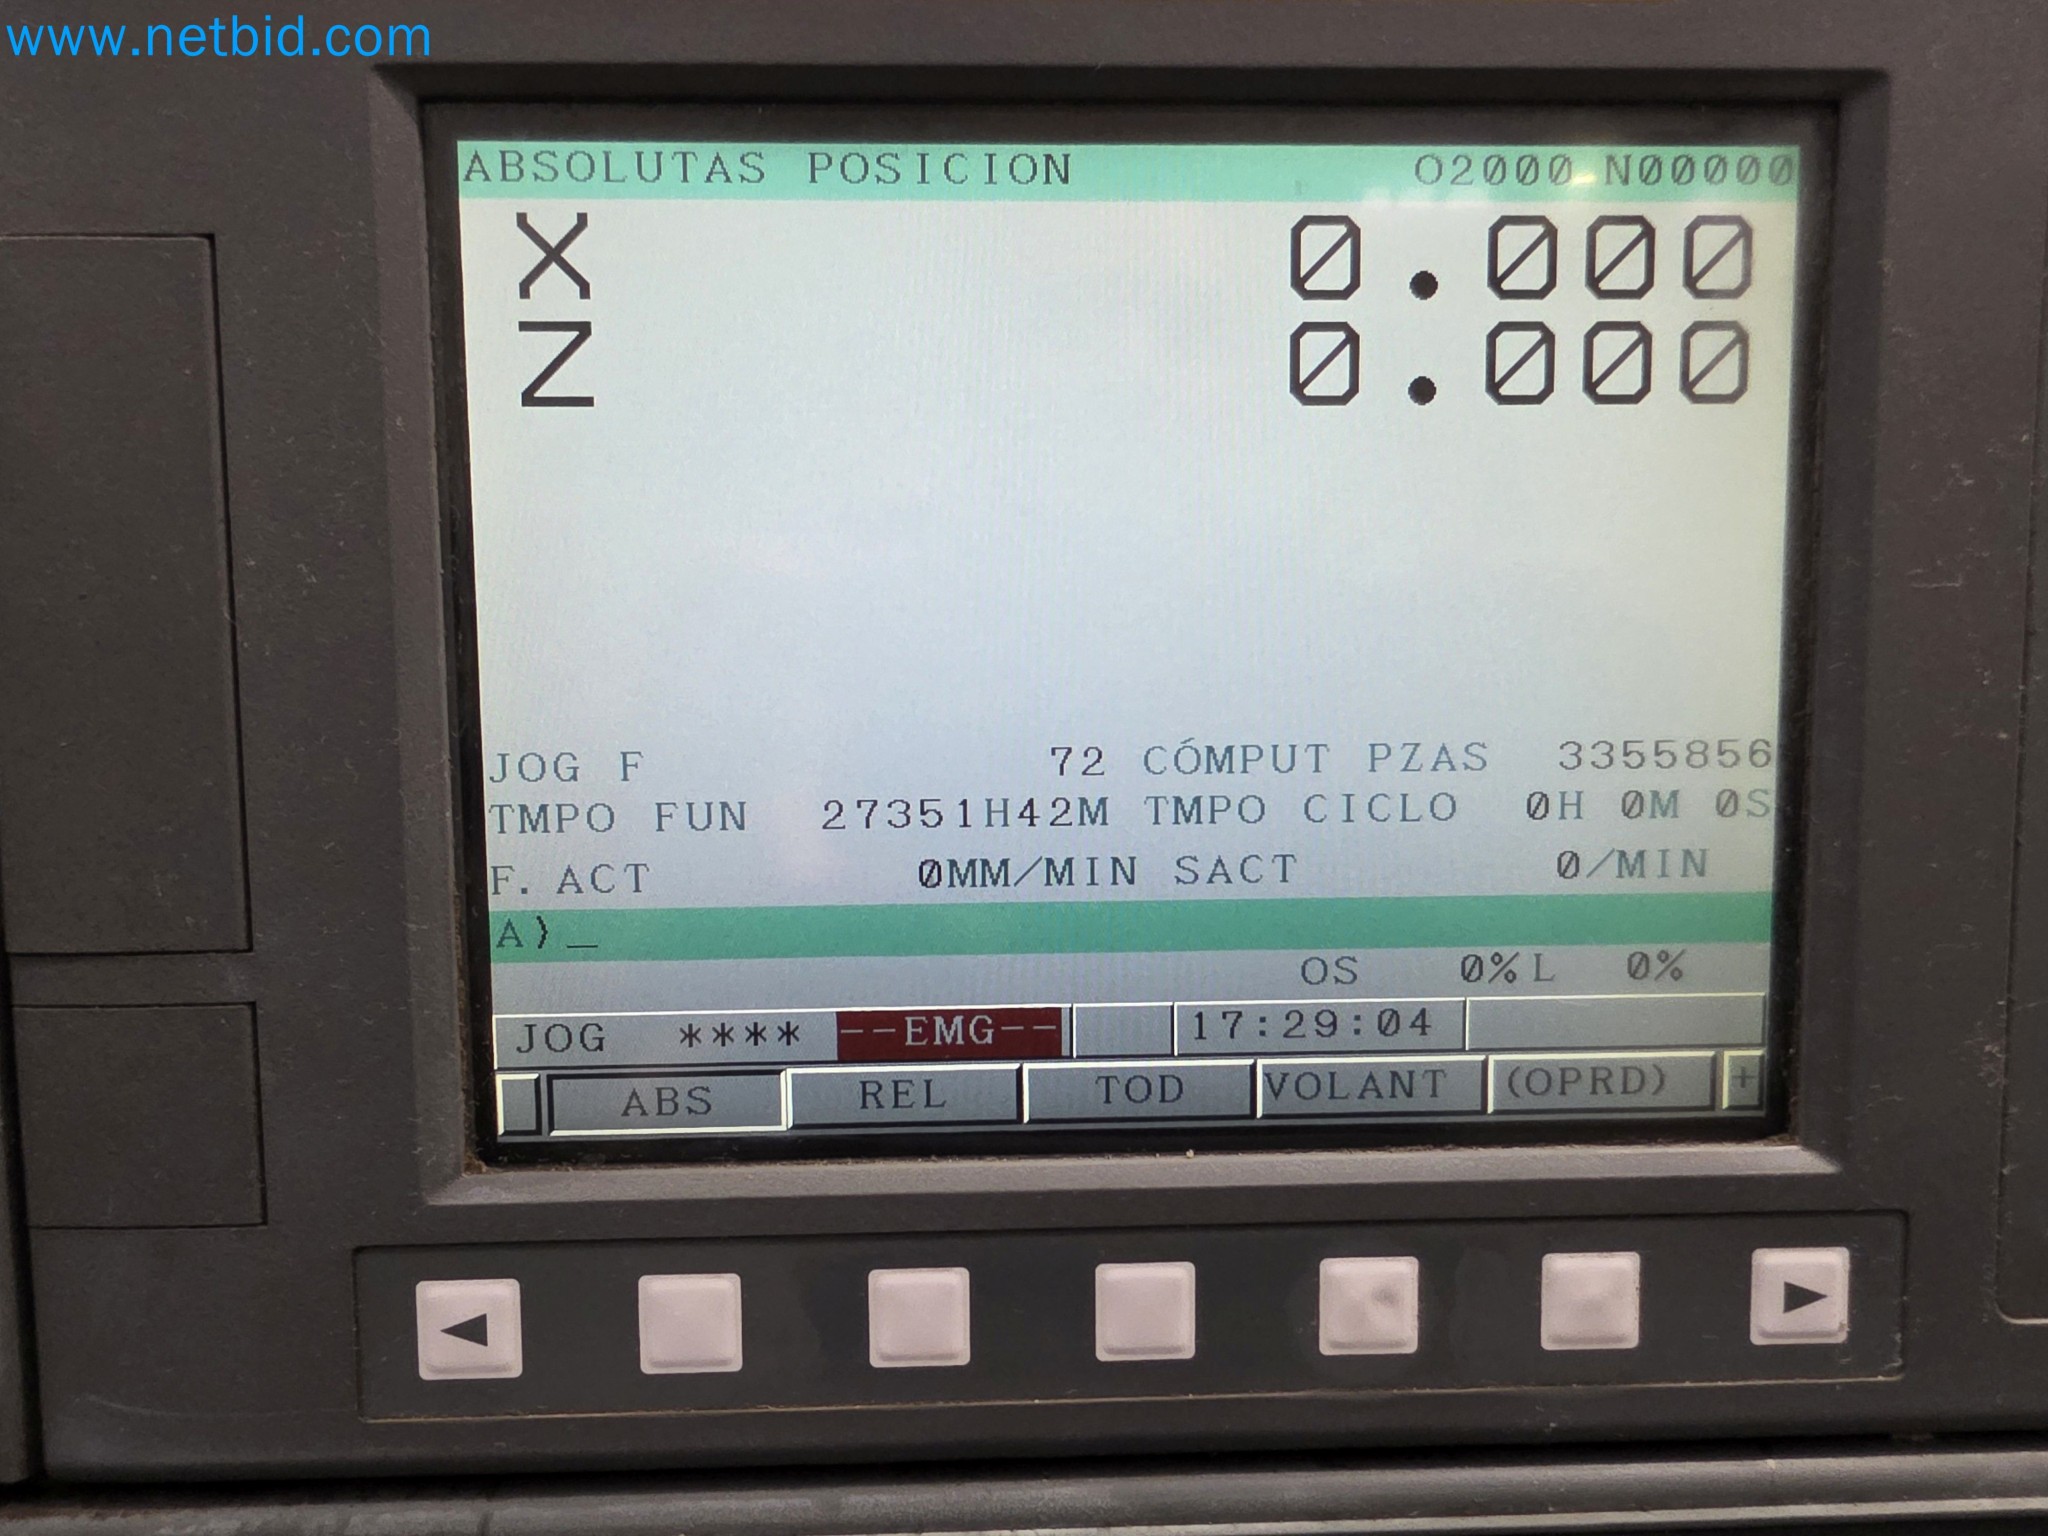 www.netbid.com
ABSOLUTAS POSICION O2000 N00000
X 0.000
Z 0.000
JOG F 72 CÓMPUT PZAS 3355856
TMPO FUN 27351H42M TMPO CICLO 0H 0M 0S
F. ACT 0MM/MIN SACT 0/MIN
A)_
OS 0% L 0%
JOG **** --EMG-- 17:29:04
ABS REL TOD VOLANT (OPRD) +